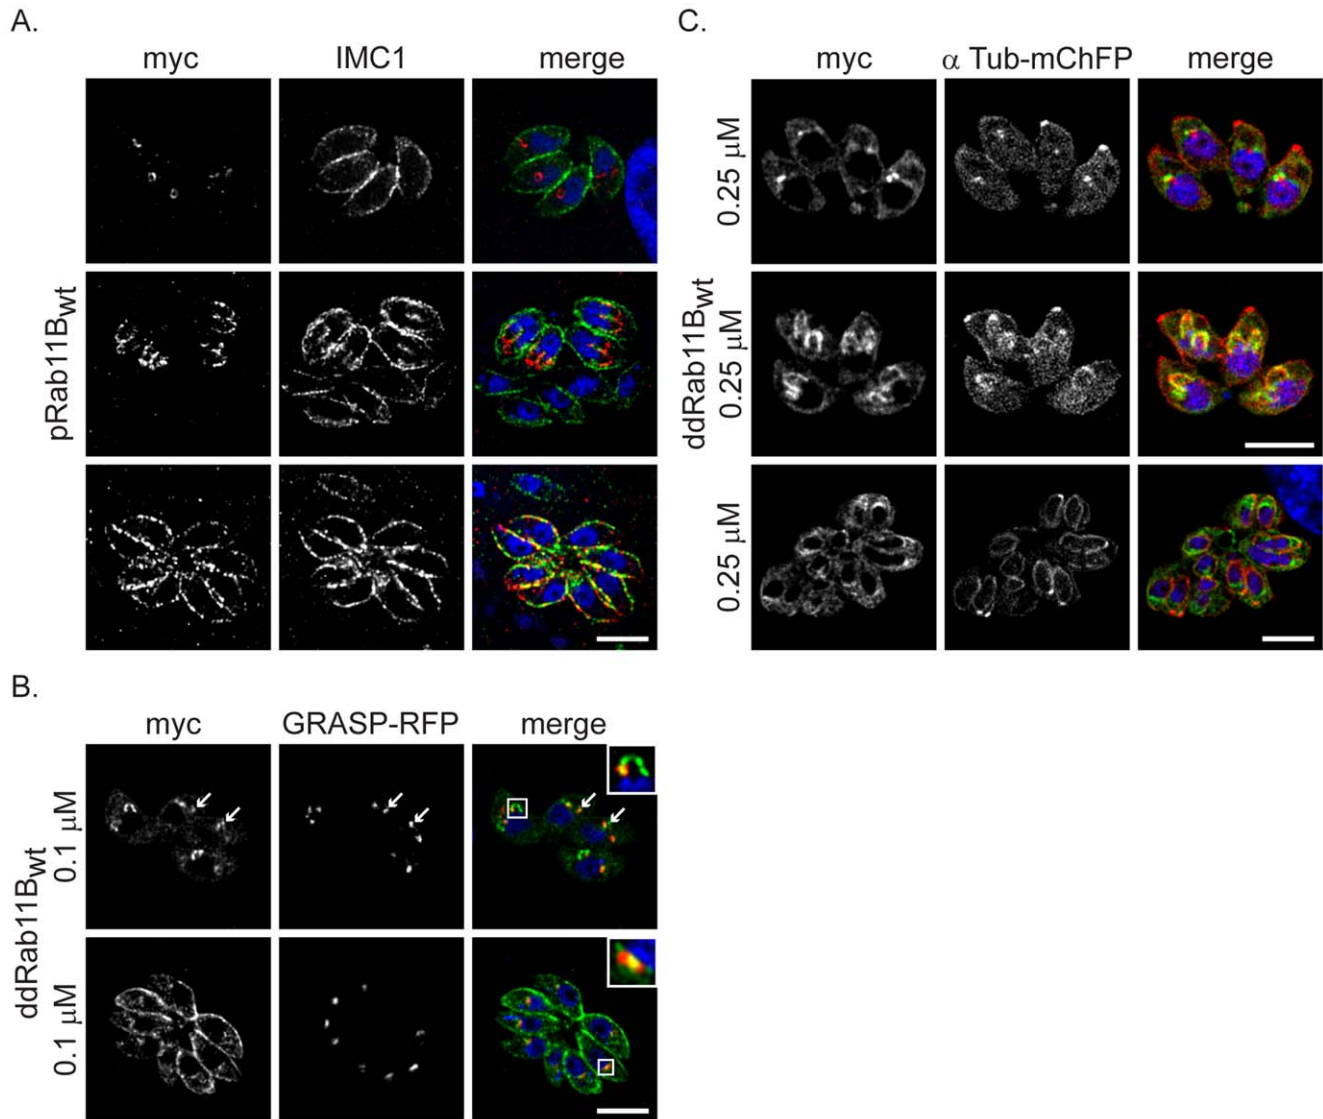 A.
myc IMC1 merge
pRab11Bwt
C.
myc α Tub-mChFP merge
0.25 μM
ddRab11Bwt
0.25 μM
0.25 μM
B.
myc GRASP-RFP merge
ddRab11Bwt
0.1 μM
0.1 μM